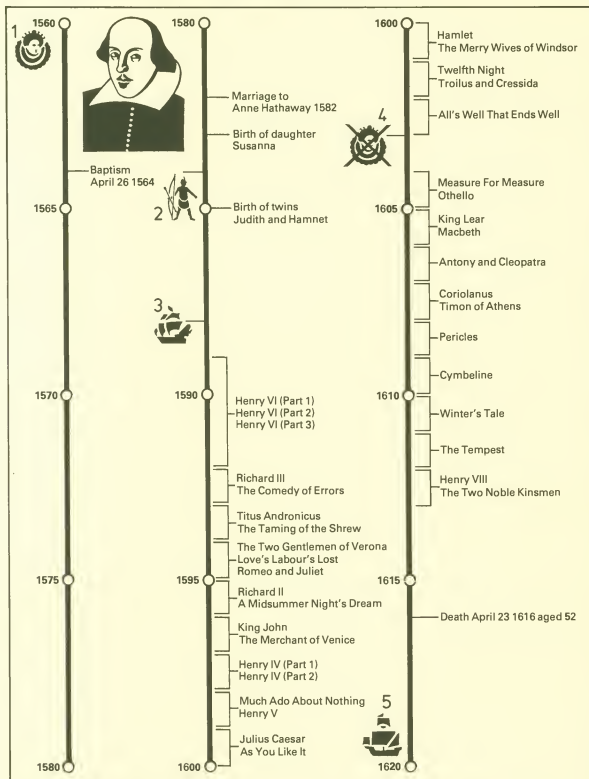 1560
1
Baptism
April 26 1564
1565
1570
1575
1580
1580
Marriage to
Anne Hathaway 1582
Birth of daughter
Susanna
2
Birth of twins
Judith and Hamnet
3
1590
Henry VI (Part 1)
Henry VI (Part 2)
Henry VI (Part 3)
Richard III
The Comedy of Errors
Titus Andronicus
The Taming of the Shrew
The Two Gentlemen of Verona
Love's Labour's Lost
Romeo and Juliet
1595
Richard II
A Midsummer Night's Dream
King John
The Merchant of Venice
Henry IV (Part 1)
Henry IV (Part 2)
Much Ado About Nothing
Henry V
Julius Caesar
As You Like It
1600
1600
Hamlet
The Merry Wives of Windsor
Twelfth Night
Troilus and Cressida
4
All's Well That Ends Well
Measure For Measure
Othello
1605
King Lear
Macbeth
Antony and Cleopatra
Coriolanus
Timon of Athens
Pericles
Cymbeline
1610
Winter's Tale
The Tempest
Henry VIII
The Two Noble Kinsmen
1615
Death April 23 1616 aged 52
5
1620